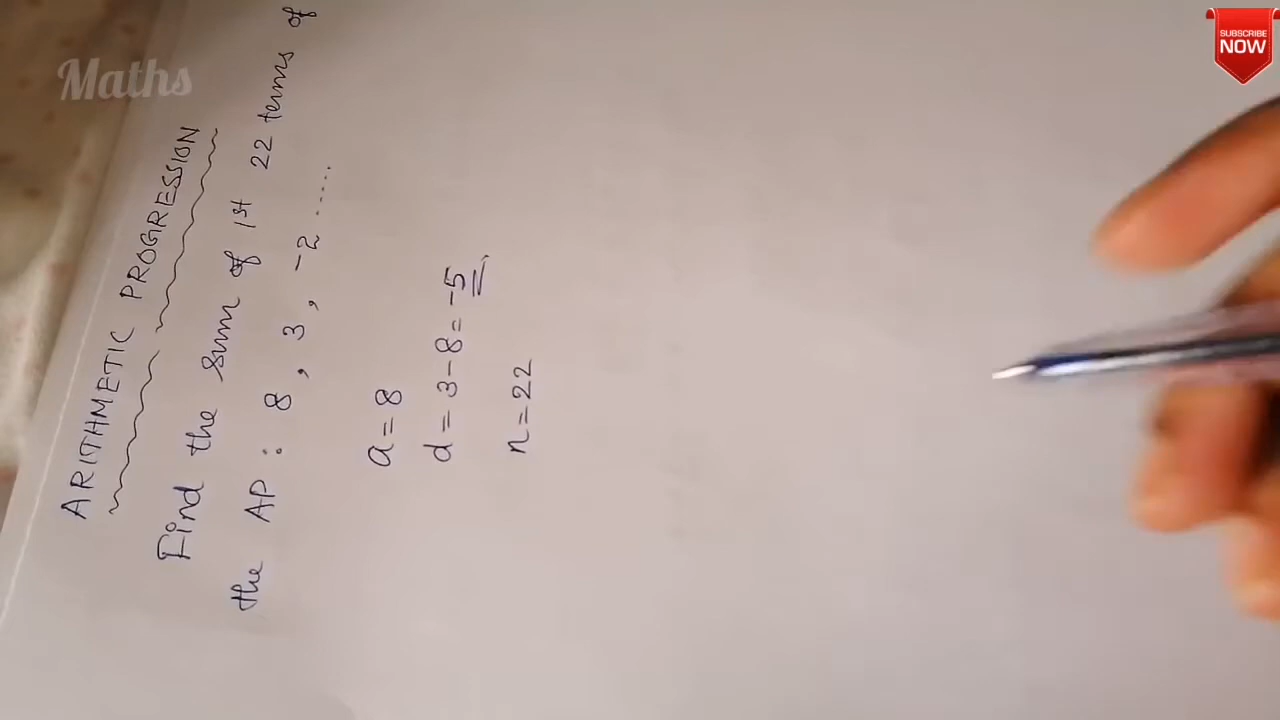 Maths
SUBSCRIBE
NOW
ARITHMETIC PROGRESSION
Find the sum of 1st 22 terms of
the AP : 8 , 3 , -2 .....
a = 8
d = 3-8 = -5
n = 22